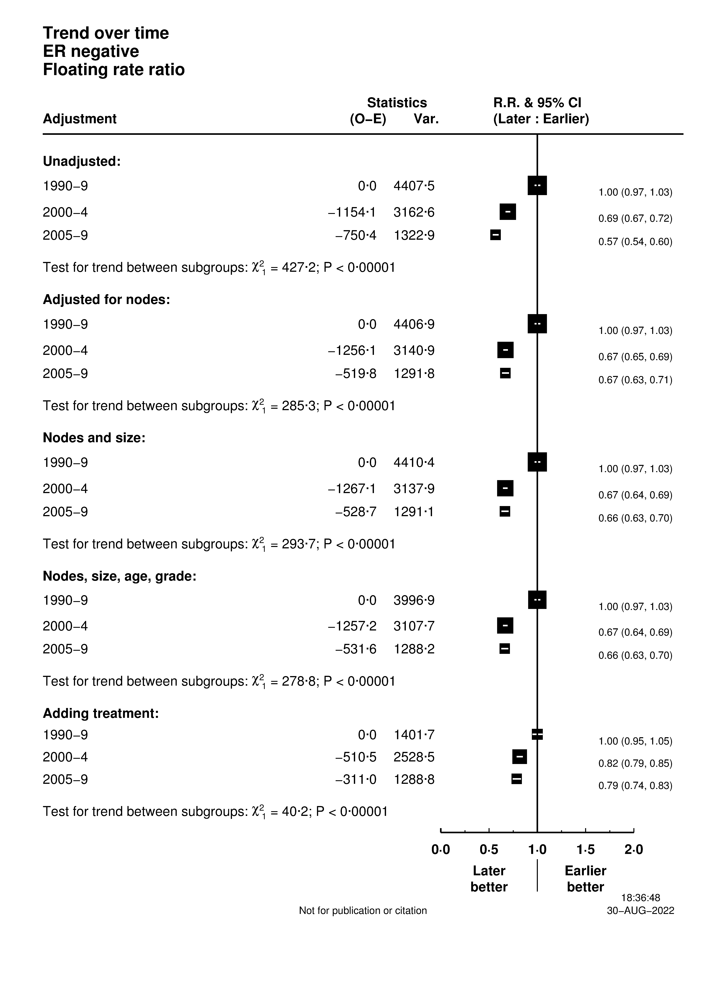 Trend over time
ER negative
Floating rate ratio
Statistics R.R. & 95% CI
Adjustment (O–E) Var. (Later : Earlier)
Unadjusted:
1990–9 0·0 4407·5 1.00 (0.97, 1.03)
2000–4 –1154·1 3162·6 0.69 (0.67, 0.72)
2005–9 –750·4 1322·9 0.57 (0.54, 0.60)
Test for trend between subgroups: χ²₁ = 427·2; P < 0·00001
Adjusted for nodes:
1990–9 0·0 4406·9 1.00 (0.97, 1.03)
2000–4 –1256·1 3140·9 0.67 (0.65, 0.69)
2005–9 –519·8 1291·8 0.67 (0.63, 0.71)
Test for trend between subgroups: χ²₁ = 285·3; P < 0·00001
Nodes and size:
1990–9 0·0 4410·4 1.00 (0.97, 1.03)
2000–4 –1267·1 3137·9 0.67 (0.64, 0.69)
2005–9 –528·7 1291·1 0.66 (0.63, 0.70)
Test for trend between subgroups: χ²₁ = 293·7; P < 0·00001
Nodes, size, age, grade:
1990–9 0·0 3996·9 1.00 (0.97, 1.03)
2000–4 –1257·2 3107·7 0.67 (0.64, 0.69)
2005–9 –531·6 1288·2 0.66 (0.63, 0.70)
Test for trend between subgroups: χ²₁ = 278·8; P < 0·00001
Adding treatment:
1990–9 0·0 1401·7 1.00 (0.95, 1.05)
2000–4 –510·5 2528·5 0.82 (0.79, 0.85)
2005–9 –311·0 1288·8 0.79 (0.74, 0.83)
Test for trend between subgroups: χ²₁ = 40·2; P < 0·00001
0·0 0·5 1·0 1·5 2·0
Later Earlier
better better
18:36:48
Not for publication or citation 30–AUG–2022